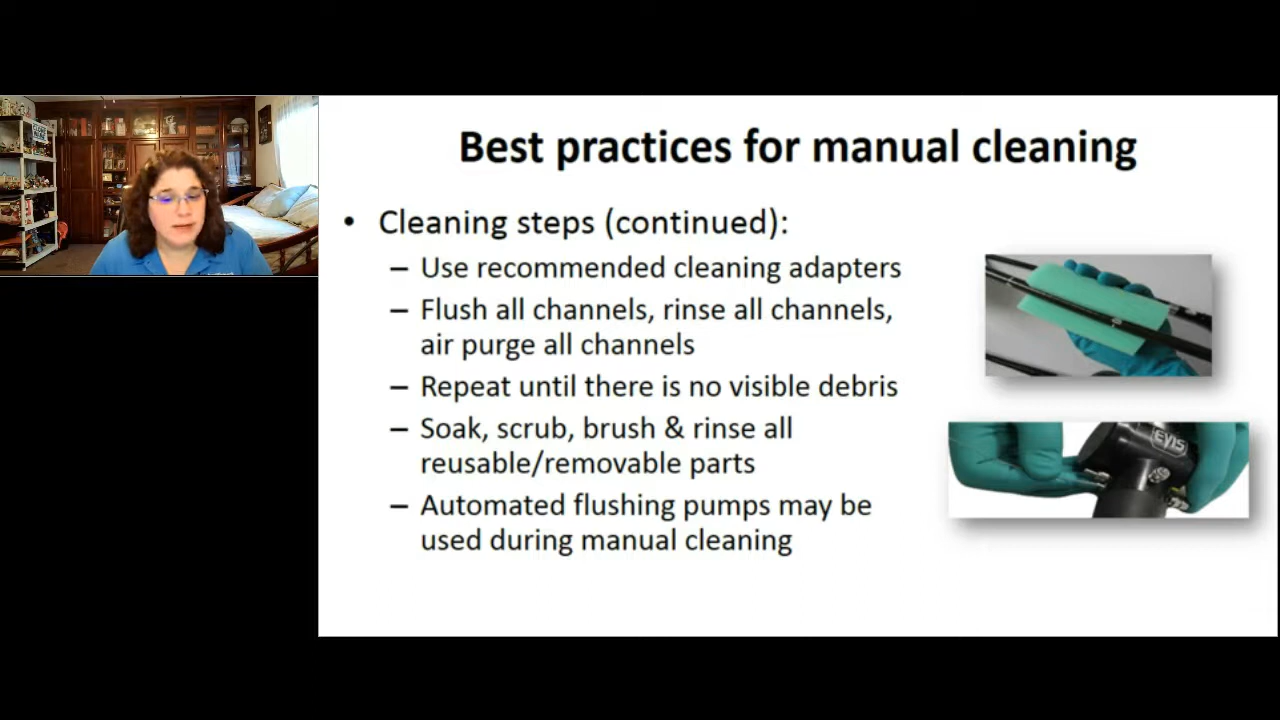 Best practices for manual cleaning
• Cleaning steps (continued):
– Use recommended cleaning adapters
– Flush all channels, rinse all channels,
air purge all channels
– Repeat until there is no visible debris
– Soak, scrub, brush & rinse all
reusable/removable parts
– Automated flushing pumps may be
used during manual cleaning
EVIS